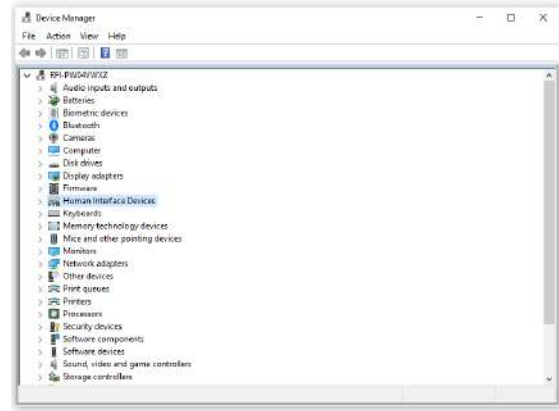 Device Manager
File Action View Help
RFI-PW04VWXZ
Audio inputs and outputs
Batteries
Biometric devices
Bluetooth
Cameras
Computer
Disk drives
Display adapters
Firmware
Human Interface Devices
Keyboards
Memory technology devices
Mice and other pointing devices
Monitors
Network adapters
Other devices
Print queues
Printers
Processors
Security devices
Software components
Software devices
Sound, video and game controllers
Storage controllers